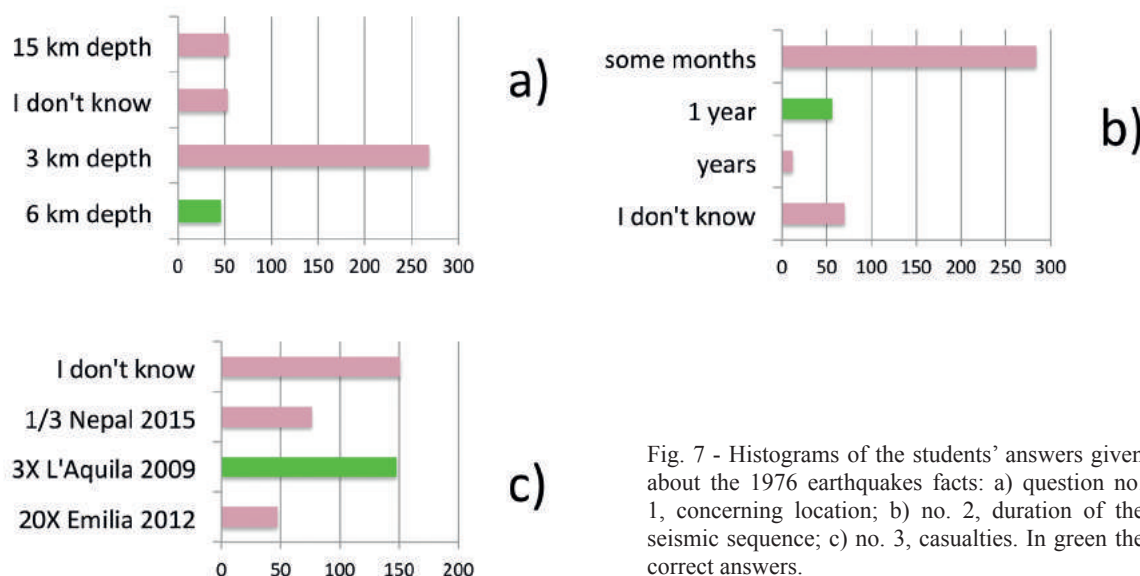 15 km depth
I don't know
3 km depth
6 km depth
0 50 100 150 200 250 300
a)
some months
1 year
years
I don't know
0 50 100 150 200 250 300
b)
I don't know
1/3 Nepal 2015
3X L'Aquila 2009
20X Emilia 2012
0 50 100 150 200
c)
Fig. 7 - Histograms of the students’ answers given
about the 1976 earthquakes facts: a) question no
1, concerning location; b) no. 2, duration of the
seismic sequence; c) no. 3, casualties. In green the
correct answers.